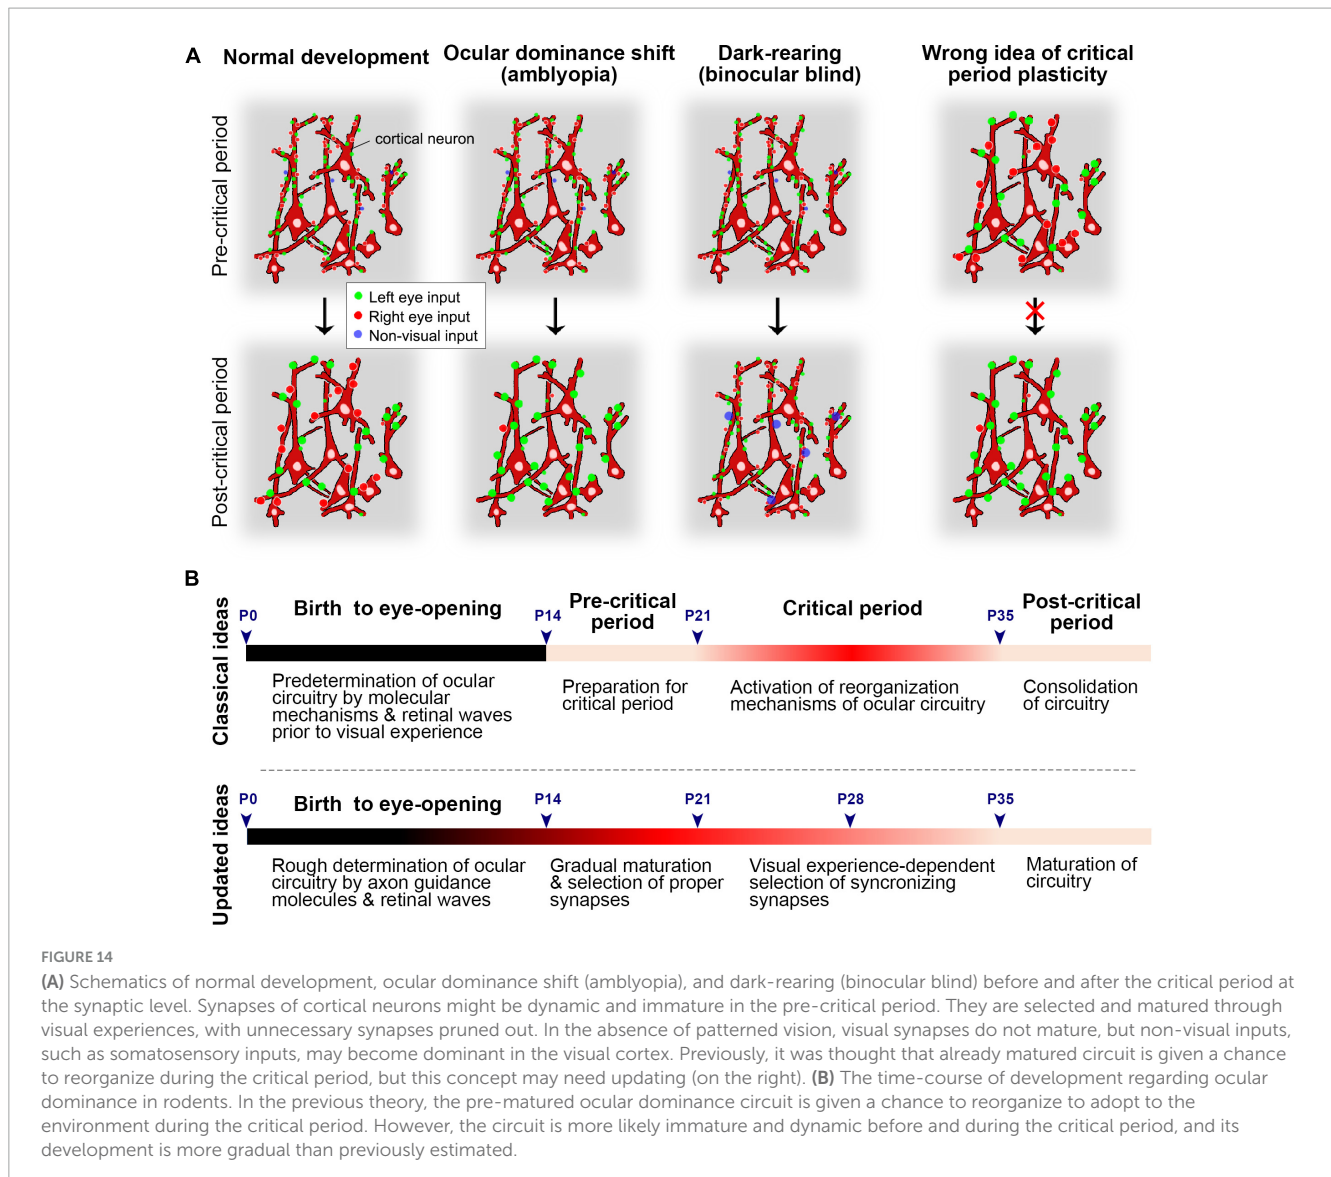 A
Normal development
Ocular dominance shift
(amblyopia)
Dark-rearing
(binocular blind)
Wrong idea of critical
period plasticity
Pre-critical period
cortical neuron
Left eye input
Right eye input
Non-visual input
Post-critical period
B
Classical ideas
P0
Birth to eye-opening
P14
Pre-critical
period
P21
Critical period
P35
Post-critical
period
Predetermination of ocular
circuitry by molecular
mechanisms & retinal waves
prior to visual experience
Preparation for
critical period
Activation of reorganization
mechanisms of ocular circuitry
Consolidation
of circuitry
Updated ideas
P0
Birth to eye-opening
P14
P21
P28
P35
Rough determination of ocular
circuitry by axon guidance
molecules & retinal waves
Gradual maturation
& selection of proper
synapses
Visual experience-dependent
selection of syncronizing
synapses
Maturation of
circuitry
FIGURE 14
(A) Schematics of normal development, ocular dominance shift (amblyopia), and dark-rearing (binocular blind) before and after the critical period at
the synaptic level. Synapses of cortical neurons might be dynamic and immature in the pre-critical period. They are selected and matured through
visual experiences, with unnecessary synapses pruned out. In the absence of patterned vision, visual synapses do not mature, but non-visual inputs,
such as somatosensory inputs, may become dominant in the visual cortex. Previously, it was thought that already matured circuit is given a chance
to reorganize during the critical period, but this concept may need updating (on the right). (B) The time-course of development regarding ocular
dominance in rodents. In the previous theory, the pre-matured ocular dominance circuit is given a chance to reorganize to adopt to the
environment during the critical period. However, the circuit is more likely immature and dynamic before and during the critical period, and its
development is more gradual than previously estimated.